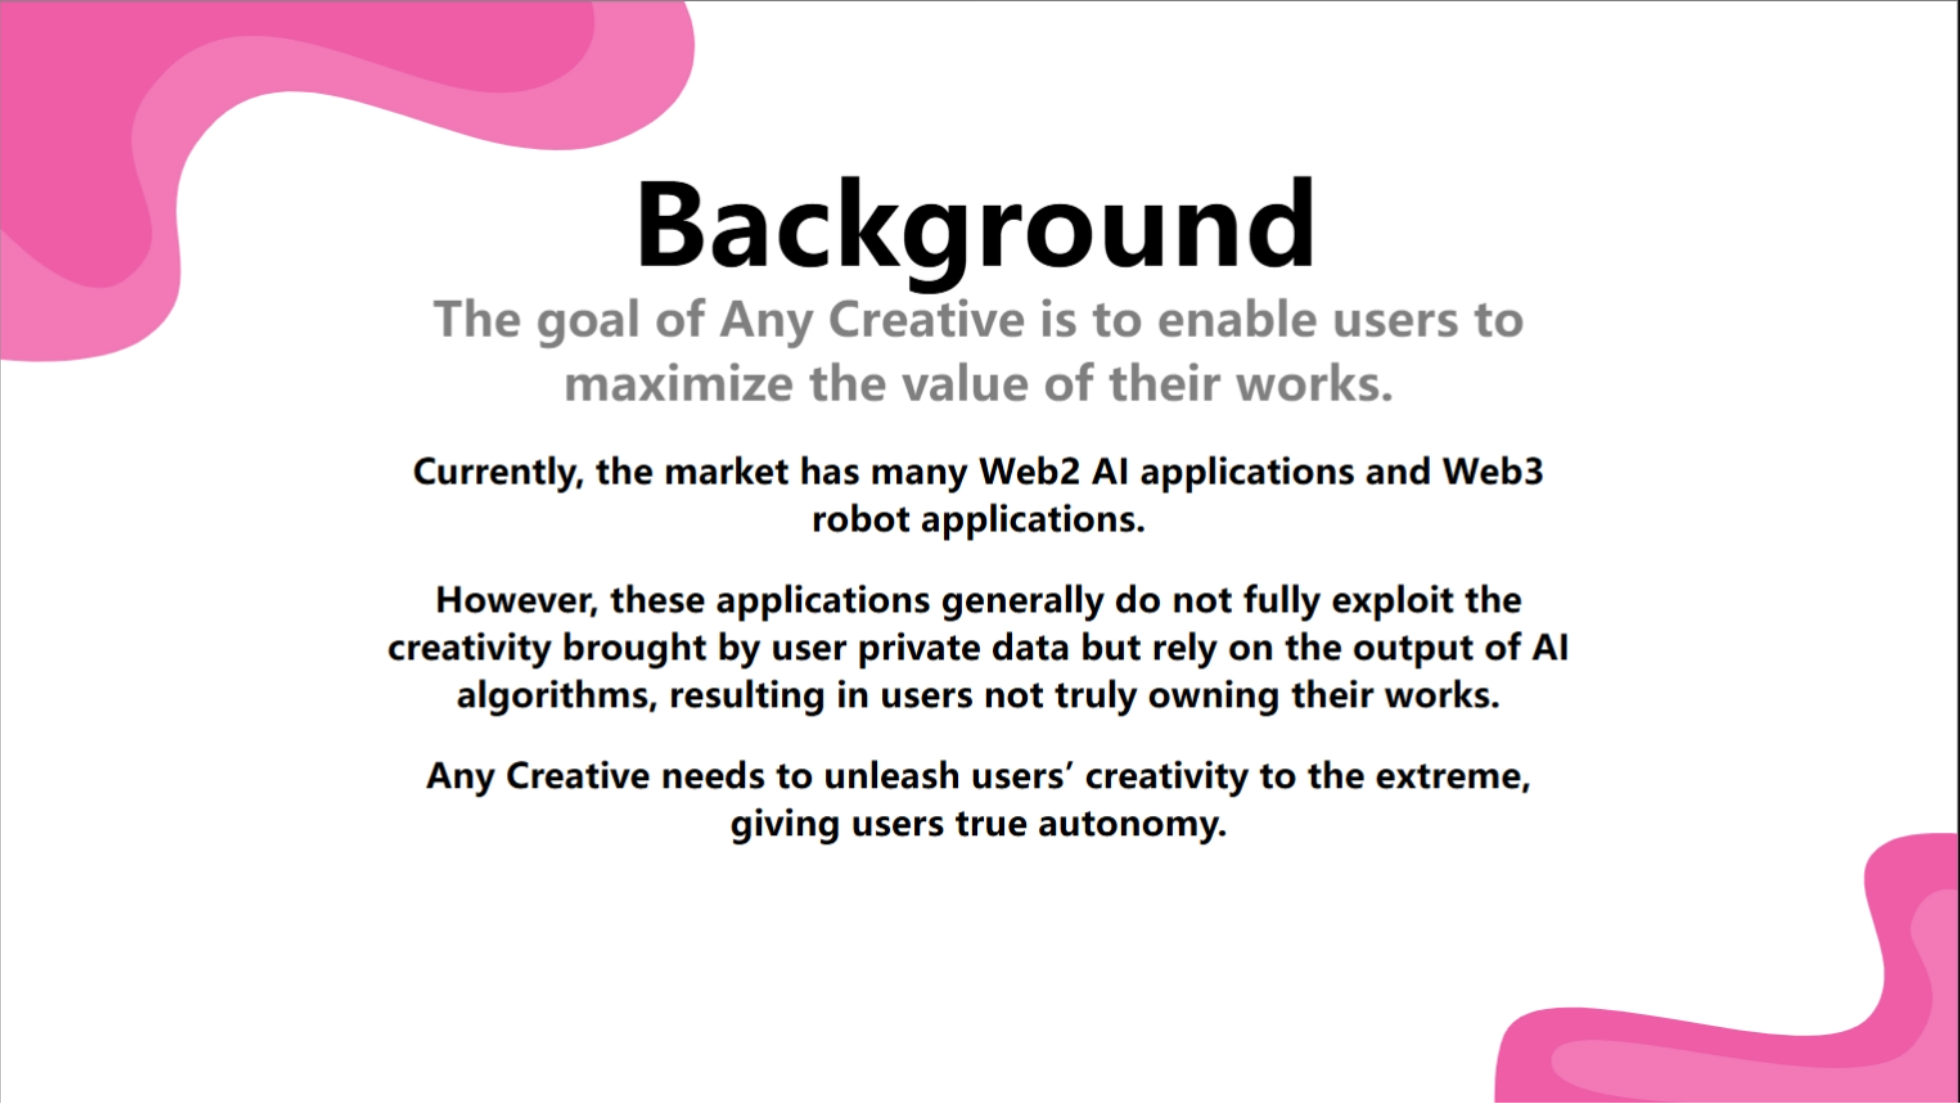 Background
The goal of Any Creative is to enable users to
maximize the value of their works.
Currently, the market has many Web2 AI applications and Web3
robot applications.
However, these applications generally do not fully exploit the
creativity brought by user private data but rely on the output of AI
algorithms, resulting in users not truly owning their works.
Any Creative needs to unleash users’ creativity to the extreme,
giving users true autonomy.